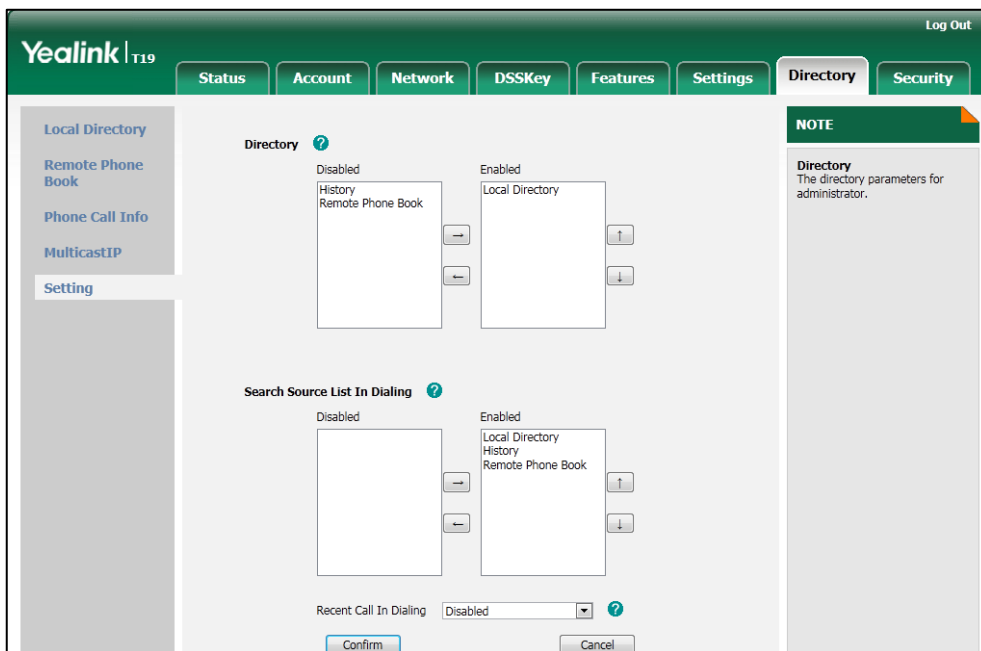 Log Out
Yealink T19
Status Account Network DSSKey Features Settings Directory Security
Local Directory
Remote Phone
Book
Phone Call Info
MulticastIP
Setting
Directory ?
Disabled Enabled
History
Remote Phone Book
Local Directory
→
←
↑
↓
Search Source List In Dialing ?
Disabled Enabled
Local Directory
History
Remote Phone Book
→
←
↑
↓
Recent Call In Dialing Disabled ?
Confirm Cancel
NOTE
Directory
The directory parameters for
administrator.